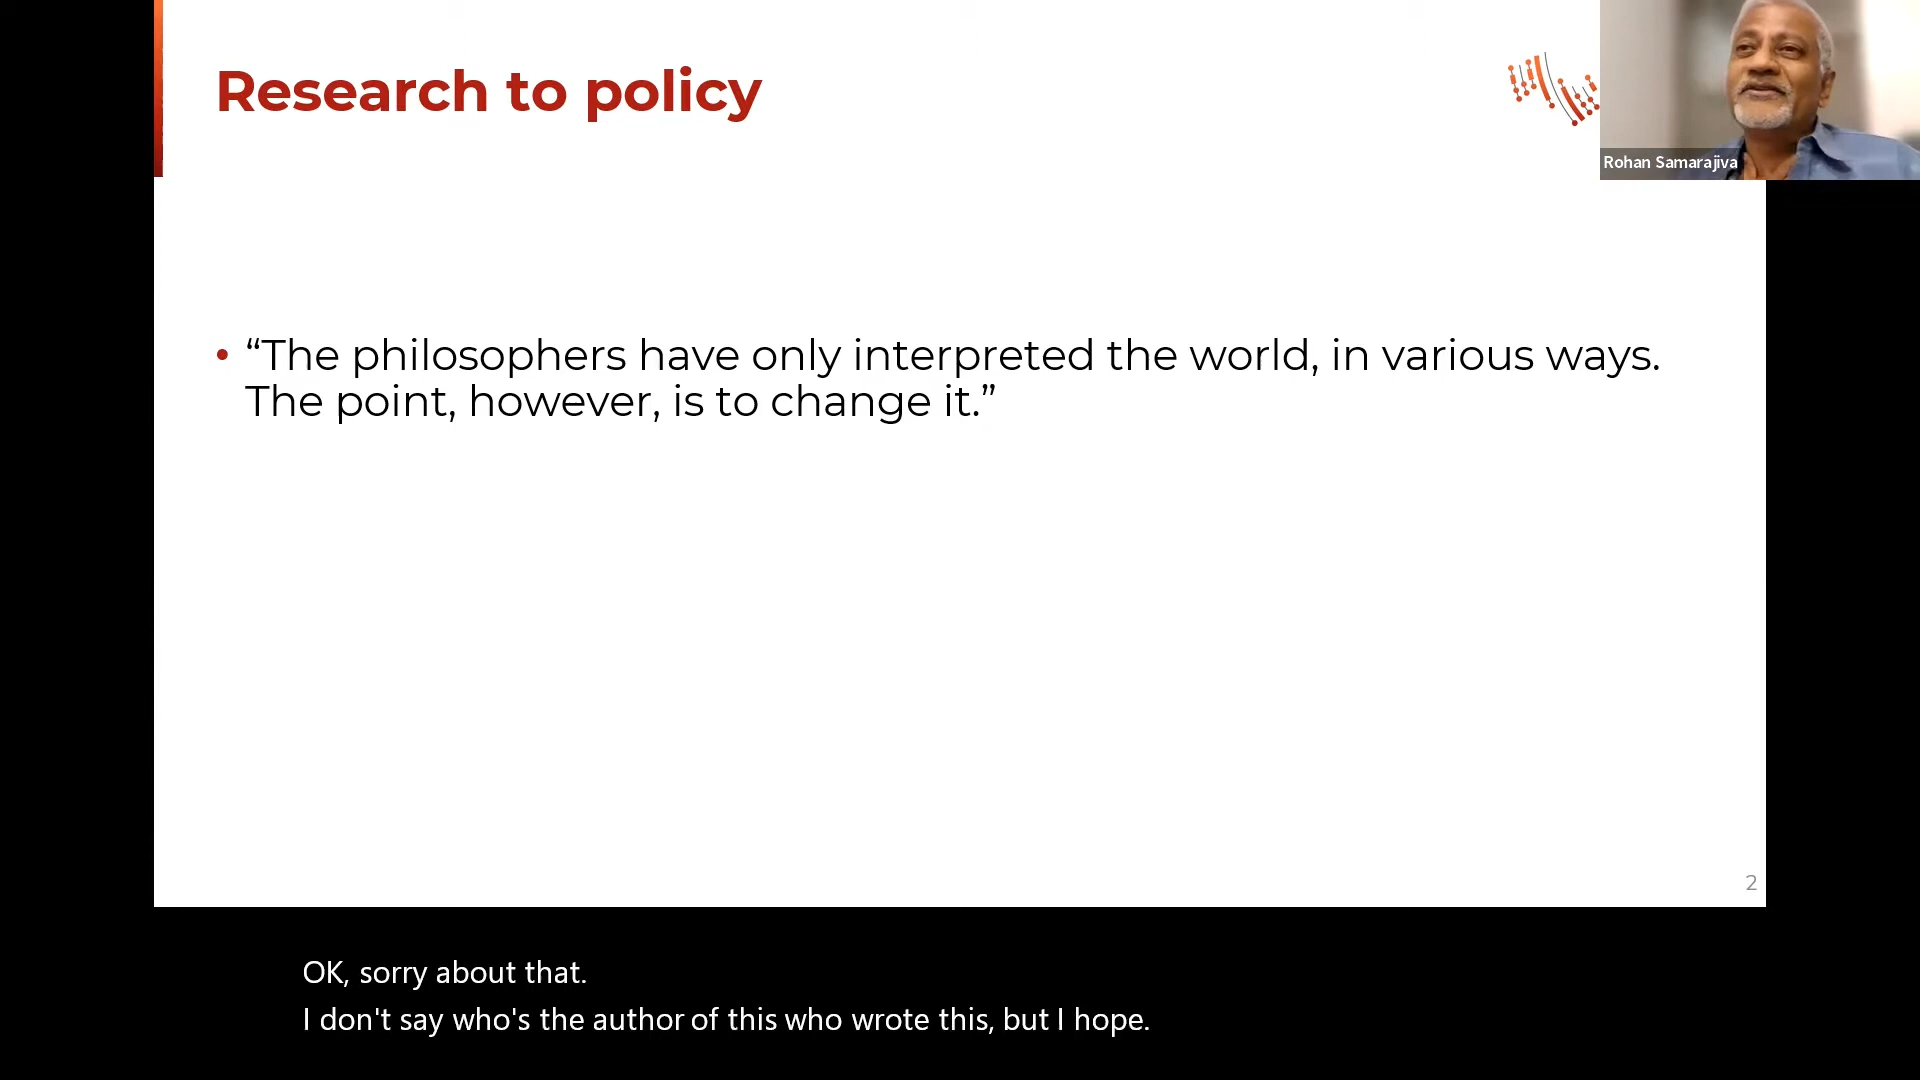 Research to policy
Rohan Samarajiva
• “The philosophers have only interpreted the world, in various ways.
The point, however, is to change it.”
2
OK, sorry about that.
I don't say who's the author of this who wrote this, but I hope.